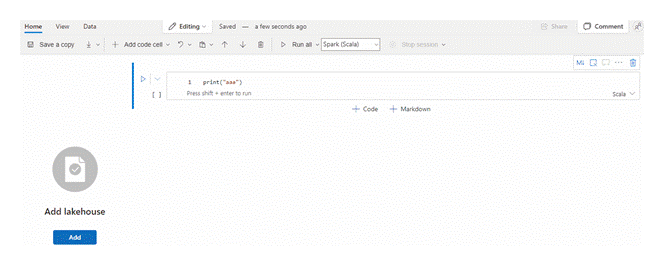 Home View Data Editing Saved — a few seconds ago Share Comment
Save a copy Add code cell Run all Spark (Scala) Stop session
M↓
1 print("aaa")
[ ] Press shift + enter to run Scala
+ Code + Markdown
Add lakehouse
Add